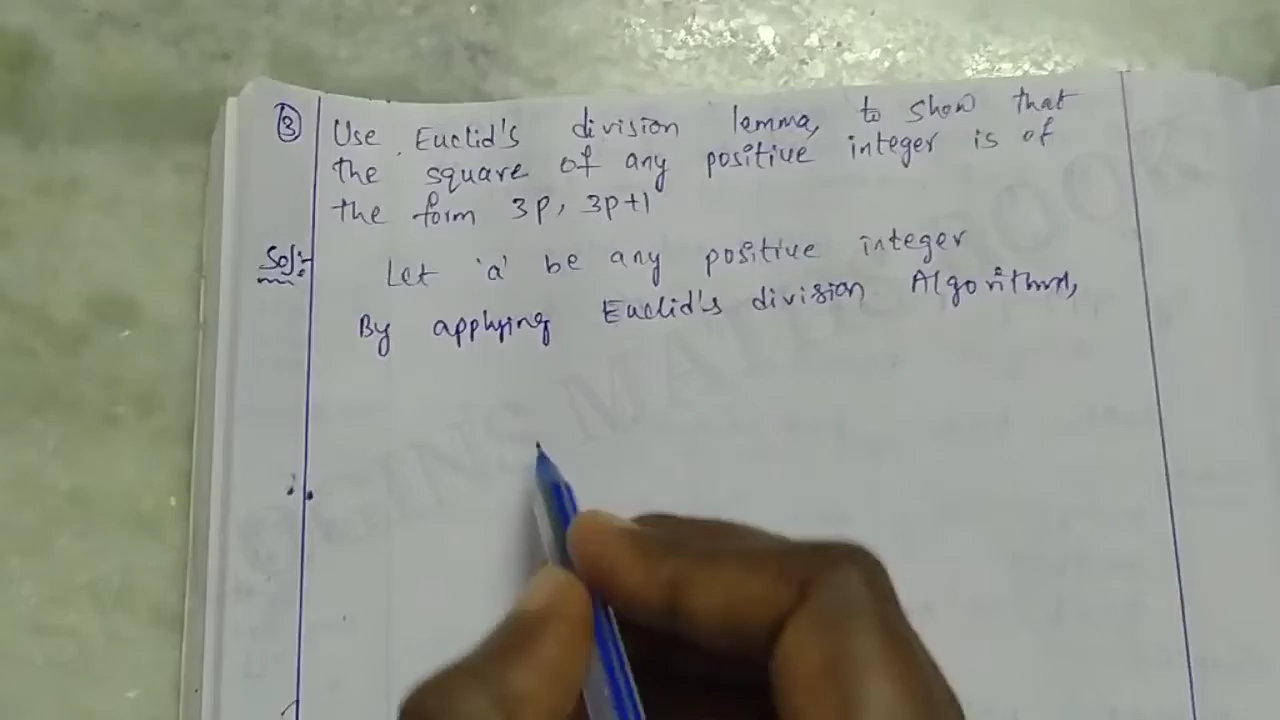 3 Use Euclid's division lemma, to show that
the square of any positive integer is of
the form 3p, 3p+1
Sol:- Let 'a' be any positive integer
By applying Euclid's division Algorithm,